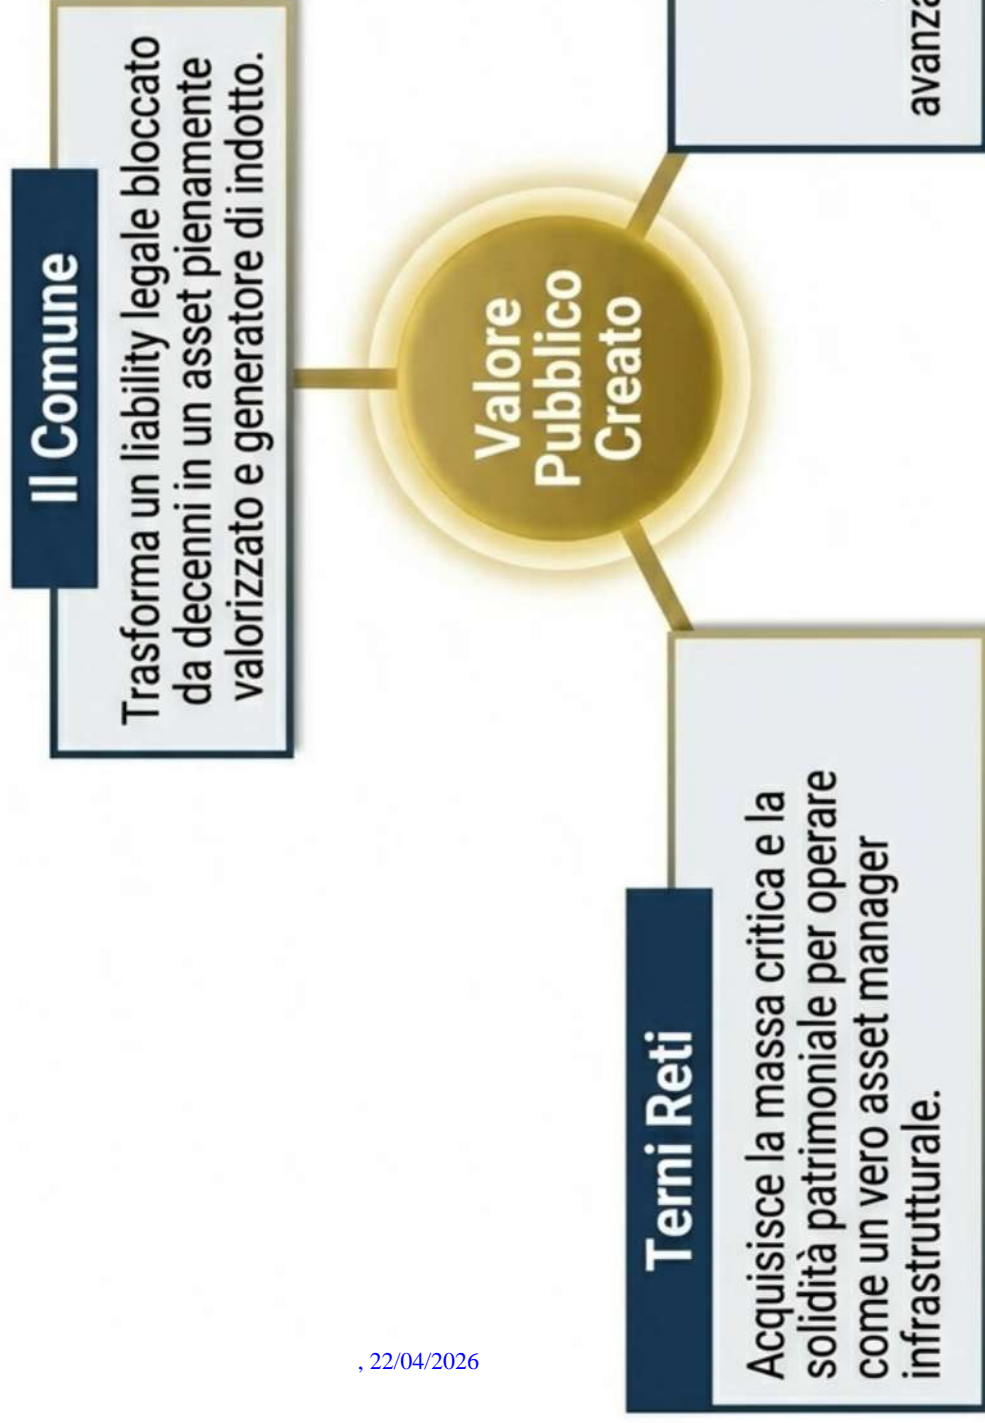 Il Comune
Trasforma un liability legale bloccato
da decenni in un asset pienamente
valorizzato e generatore di indotto.
Valore
Pubblico
Creato
Terni Reti
Acquisisce la massa critica e la
solidità patrimoniale per operare
come un vero asset manager
infrastrutturale.
, 22/04/2026